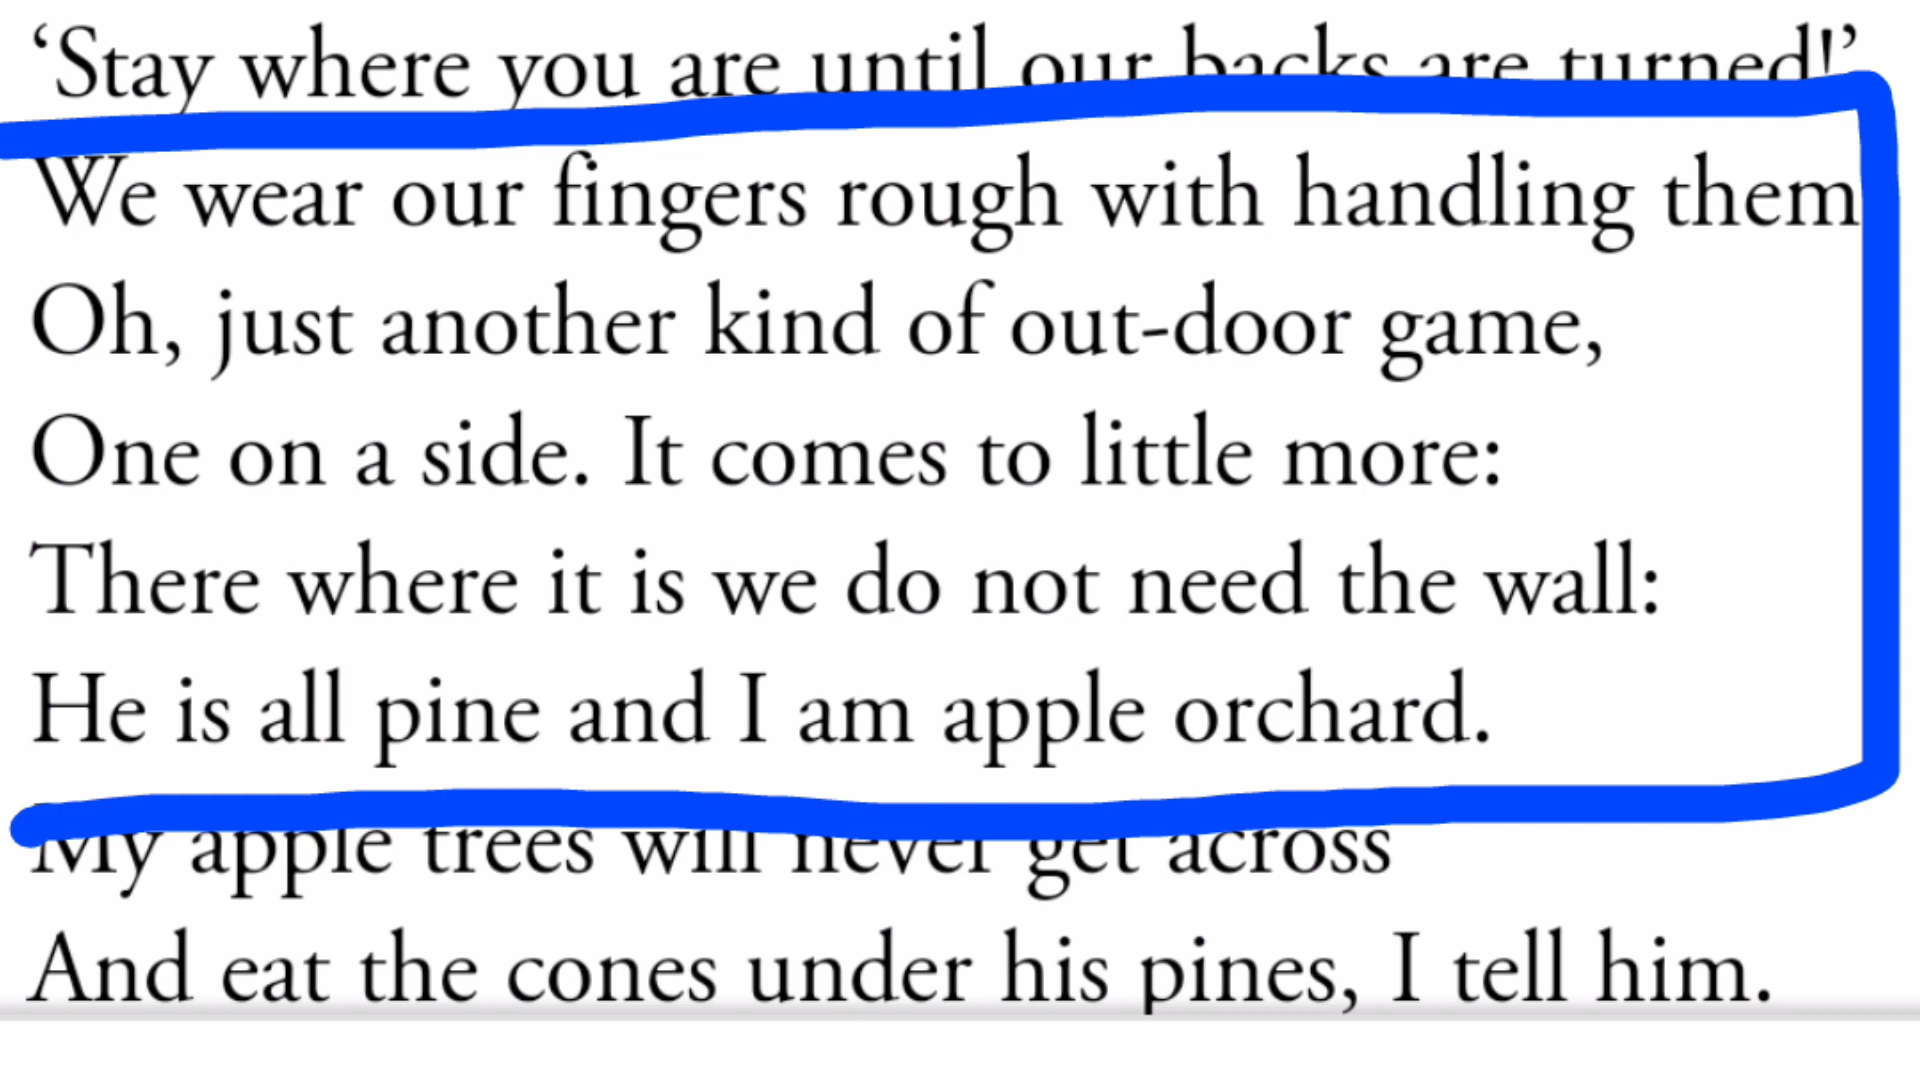 ‘Stay where you are until our backs are turned!’
We wear our fingers rough with handling them
Oh, just another kind of out-door game,
One on a side. It comes to little more:
There where it is we do not need the wall:
He is all pine and I am apple orchard.
My apple trees will never get across
And eat the cones under his pines, I tell him.